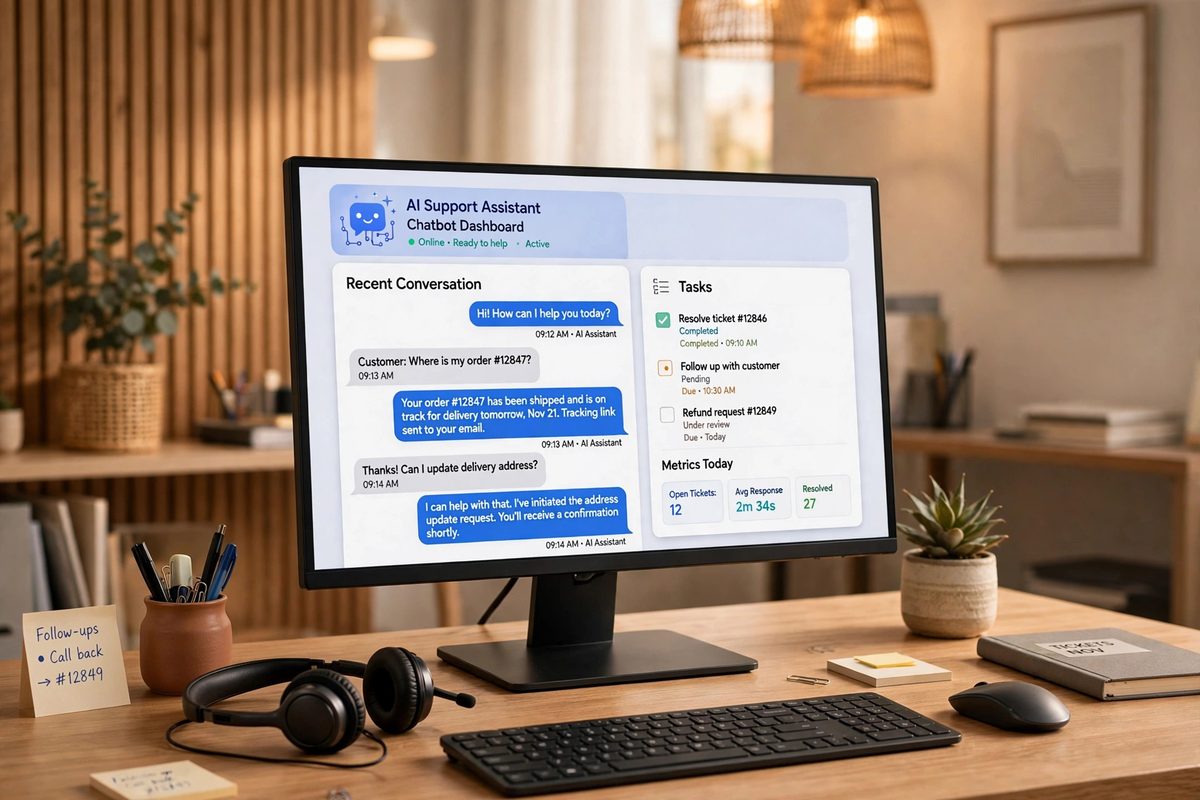 AI Support Assistant
Chatbot Dashboard
Online • Ready to help • Active
Recent Conversation
Hi! How can I help you today?
09:12 AM • AI Assistant
Customer: Where is my order #12847?
09:13 AM
Your order #12847 has been shipped and is on
track for delivery tomorrow, Nov 21. Tracking link
sent to your email.
09:13 AM • AI Assistant
Thanks! Can I update delivery address?
09:14 AM
I can help with that. I've initiated the address
update request. You'll receive a confirmation
shortly.
09:14 AM • AI Assistant
Tasks
Resolve ticket #12846
Completed
Completed • 09:10 AM
Follow up with customer
Pending
Due • 10:30 AM
Refund request #12849
Under review
Due • Today
Metrics Today
Open Tickets:
12
Avg Response
2m 34s
Resolved
27
Follow-ups
• Call back
→ #12849
TICKETS
NOV